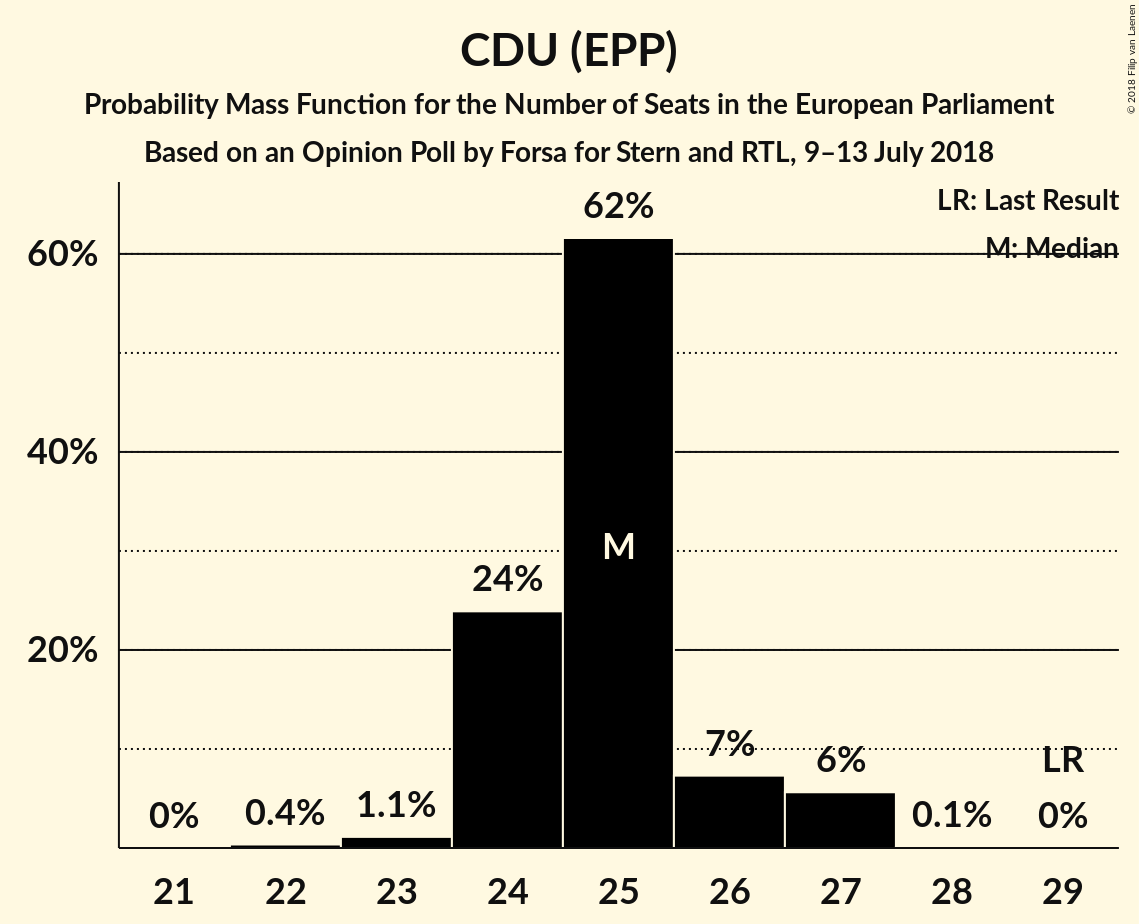 CDU (EPP)
Probability Mass Function for the Number of Seats in the European Parliament
Based on an Opinion Poll by Forsa for Stern and RTL, 9–13 July 2018
© 2018 Filip van Laenen
LR: Last Result
M: Median
60%
40%
20%
0%
0.4%
1.1%
24%
62%
M
7%
6%
0.1%
LR
0%
21 22 23 24 25 26 27 28 29